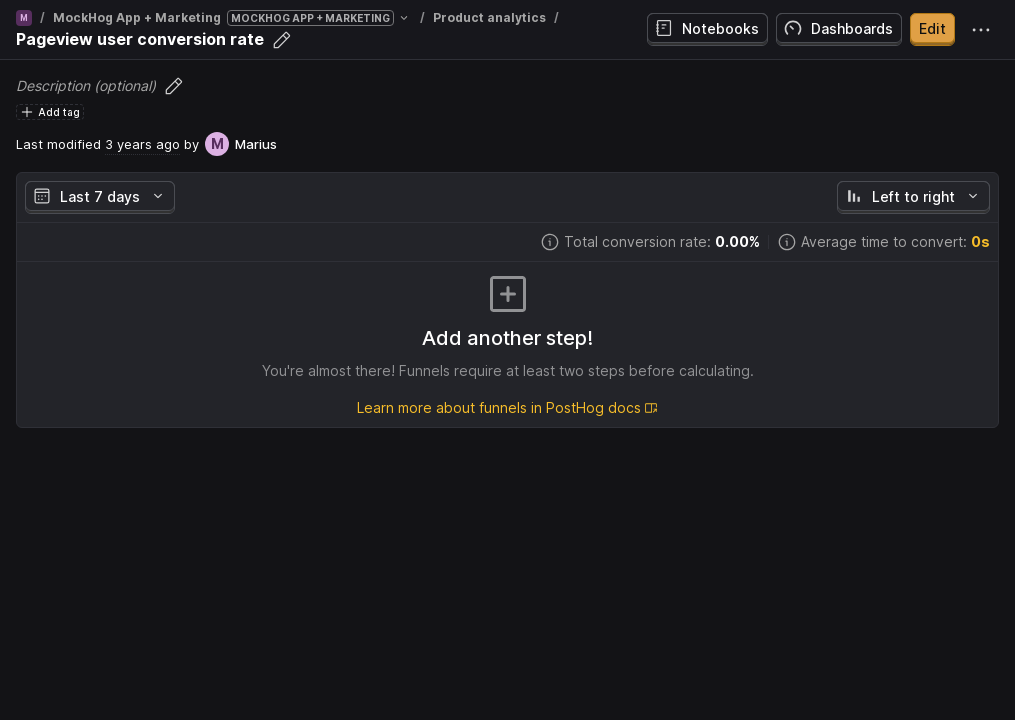 M / MockHog App + Marketing MOCKHOG APP + MARKETING / Product analytics /
Pageview user conversion rate
Notebooks
Dashboards
Edit
Description (optional)
Add tag
Last modified 3 years ago by M Marius
Last 7 days
Left to right
Total conversion rate: 0.00%
Average time to convert: 0s
Add another step!
You're almost there! Funnels require at least two steps before calculating.
Learn more about funnels in PostHog docs